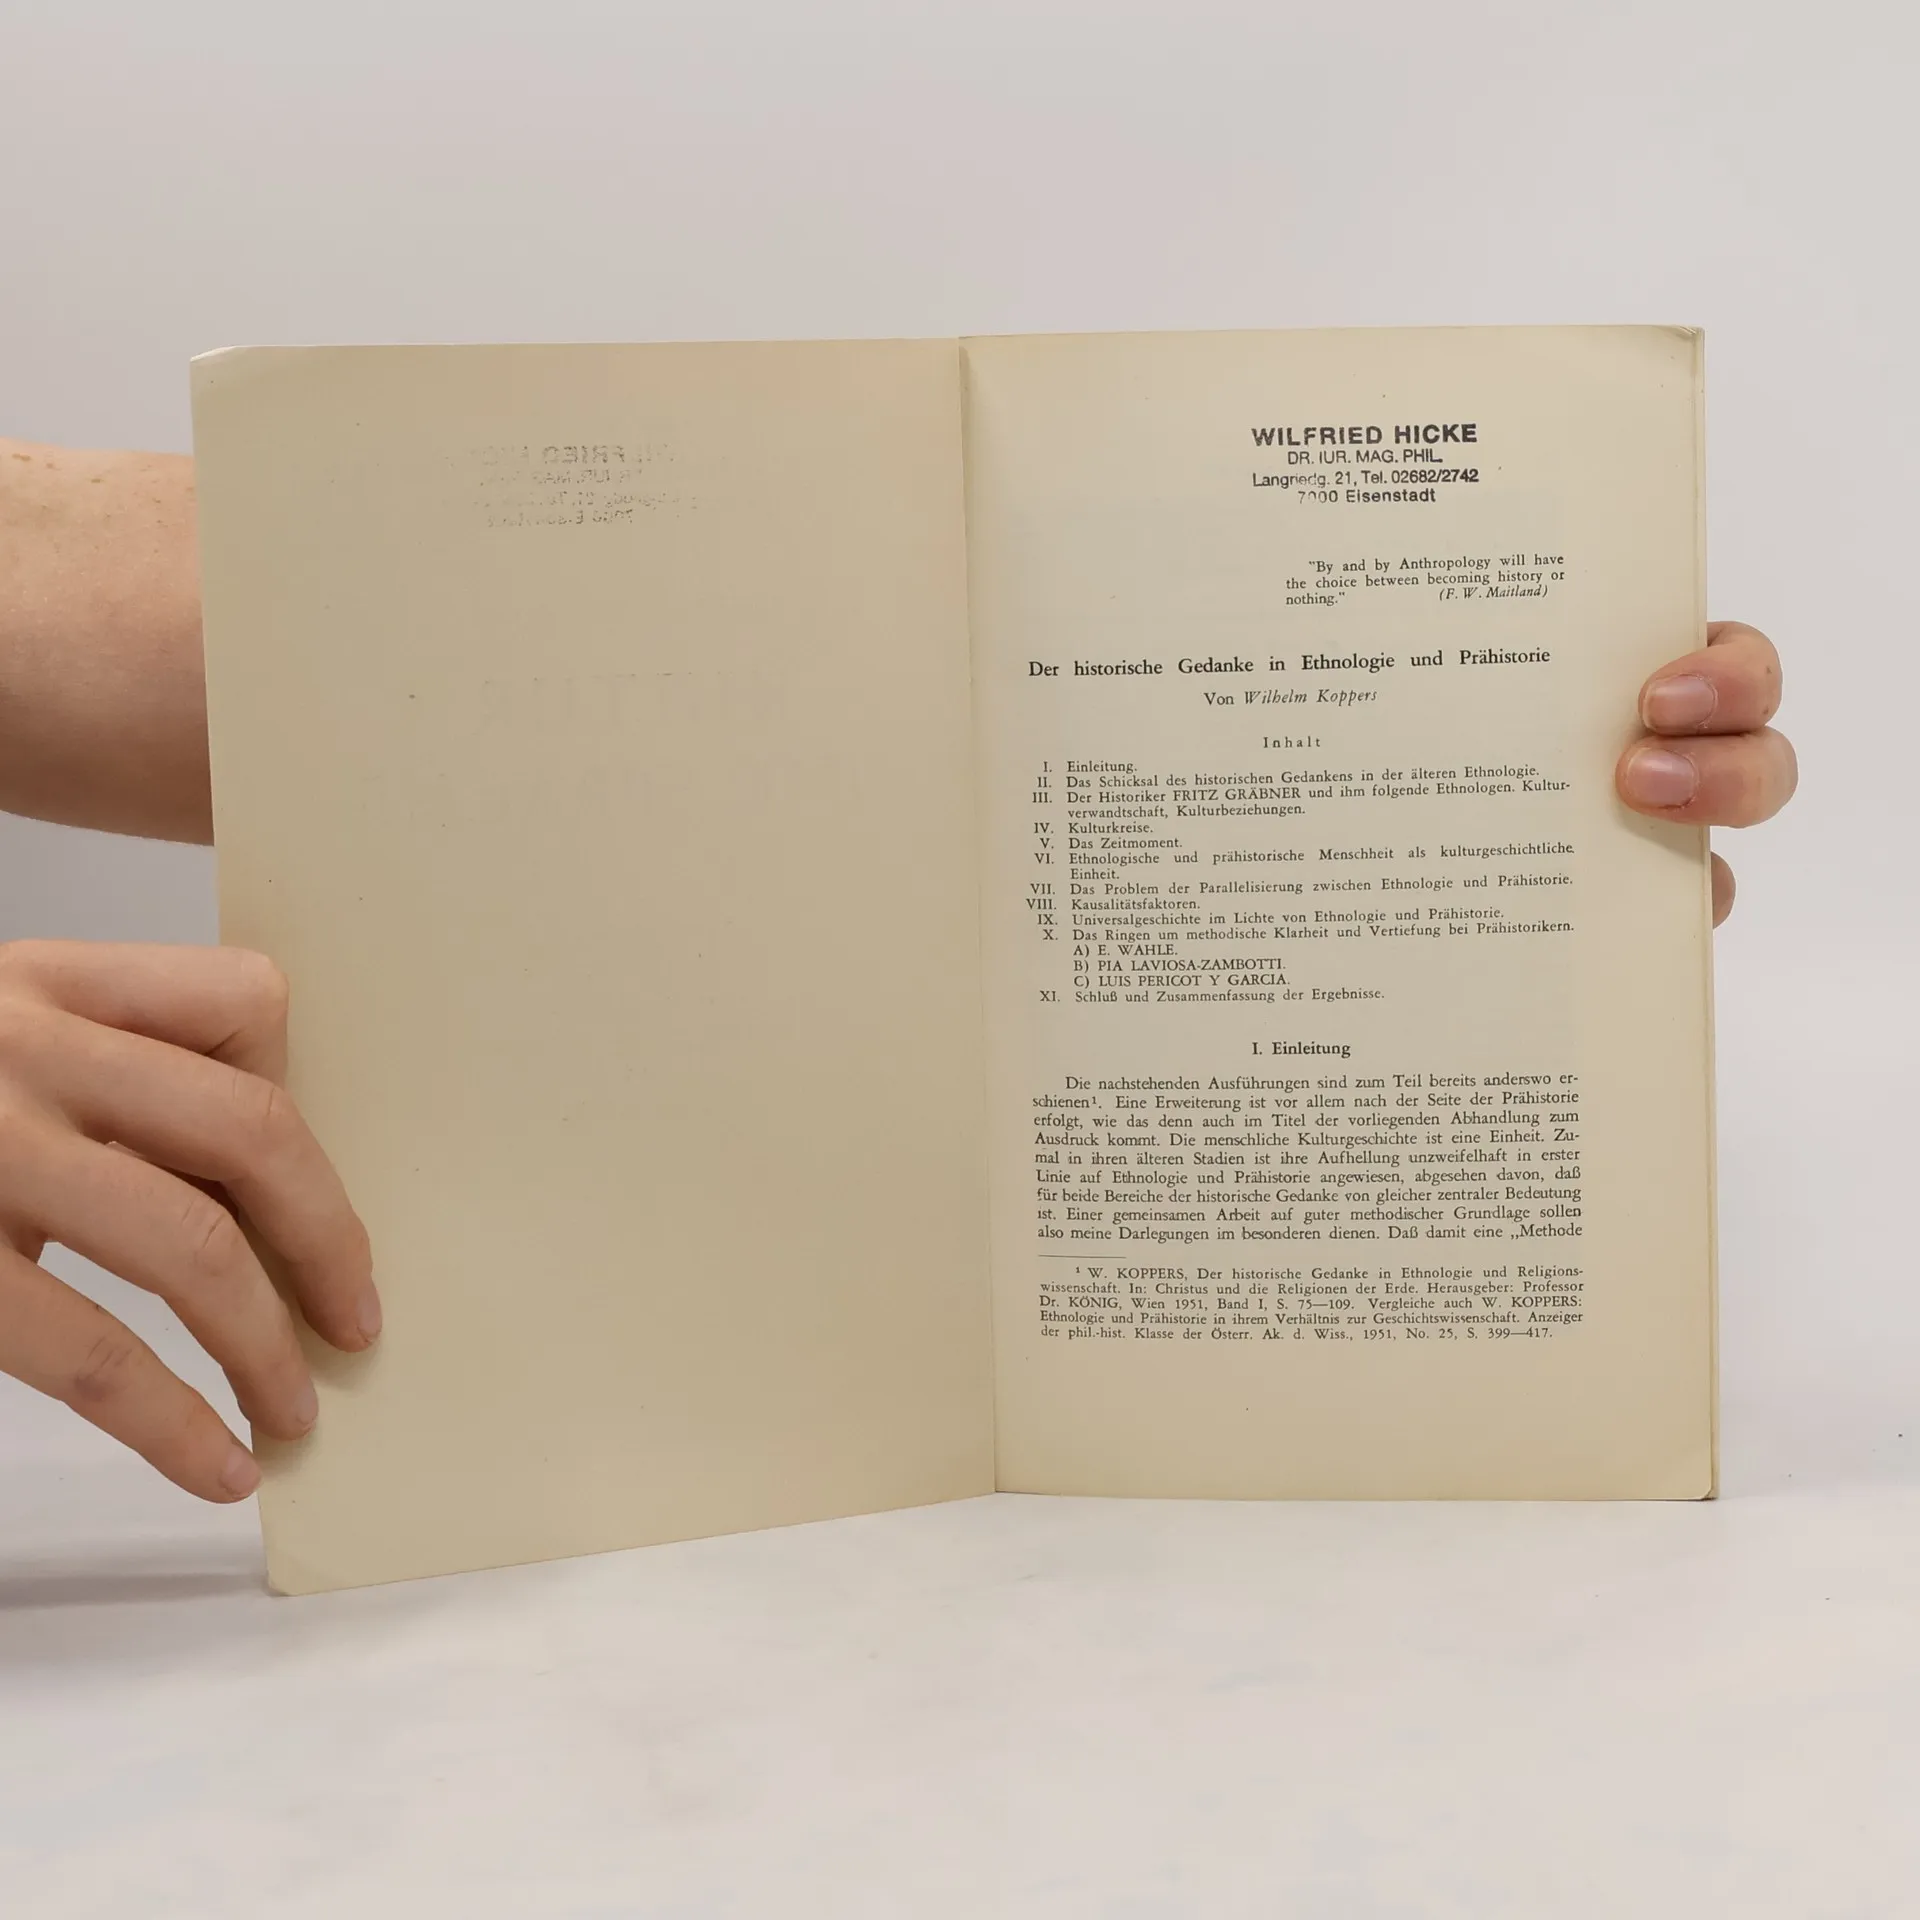 WILFRIED HICKE
DR. IUR. MAG. PHIL.
Langriedg. 21, Tel. 02682/2742
7000 Eisenstadt
"By and by Anthropology will have
the choice between becoming history or
nothing." (F. W. Maitland)
Der historische Gedanke in Ethnologie und Prähistorie
Von Wilhelm Koppers
Inhalt
I. Einleitung.
II. Das Schicksal des historischen Gedankens in der älteren Ethnologie.
III. Der Historiker FRITZ GRÄBNER und ihm folgende Ethnologen. Kultur-
verwandtschaft, Kulturbeziehungen.
IV. Kulturkreise.
V. Das Zeitmoment.
VI. Ethnologische und prähistorische Menschheit als kulturgeschichtliche
Einheit.
VII. Das Problem der Parallelisierung zwischen Ethnologie und Prähistorie.
VIII. Kausalitätsfaktoren.
IX. Universalgeschichte im Lichte von Ethnologie und Prähistorie.
X. Das Ringen um methodische Klarheit und Vertiefung bei Prähistorikern.
A) E. WAHLE.
B) PIA LAVIOSA-ZAMBOTTI.
C) LUIS PERICOT Y GARCIA.
XI. Schluß und Zusammenfassung der Ergebnisse.
I. Einleitung
Die nachstehenden Ausführungen sind zum Teil bereits anderswo er-
schienen¹. Eine Erweiterung ist vor allem nach der Seite der Prähistorie
erfolgt, wie das denn auch im Titel der vorliegenden Abhandlung zum
Ausdruck kommt. Die menschliche Kulturgeschichte ist eine Einheit. Zu-
mal in ihren älteren Stadien ist ihre Aufhellung unzweifelhaft in erster
Linie auf Ethnologie und Prähistorie angewiesen, abgesehen davon, daß
für beide Bereiche der historische Gedanke von gleicher zentraler Bedeutung
ist. Einer gemeinsamen Arbeit auf guter methodischer Grundlage sollen
also meine Darlegungen im besonderen dienen. Daß damit eine „Methode
¹ W. KOPPERS, Der historische Gedanke in Ethnologie und Religions-
wissenschaft. In: Christus und die Religionen der Erde. Herausgeber: Professor
Dr. KÖNIG, Wien 1951, Band I, S. 75—109. Vergleiche auch W. KOPPERS:
Ethnologie und Prähistorie in ihrem Verhältnis zur Geschichtswissenschaft. Anzeiger
der phil.-hist. Klasse der Österr. Ak. d. Wiss., 1951, No. 25, S. 399—417.